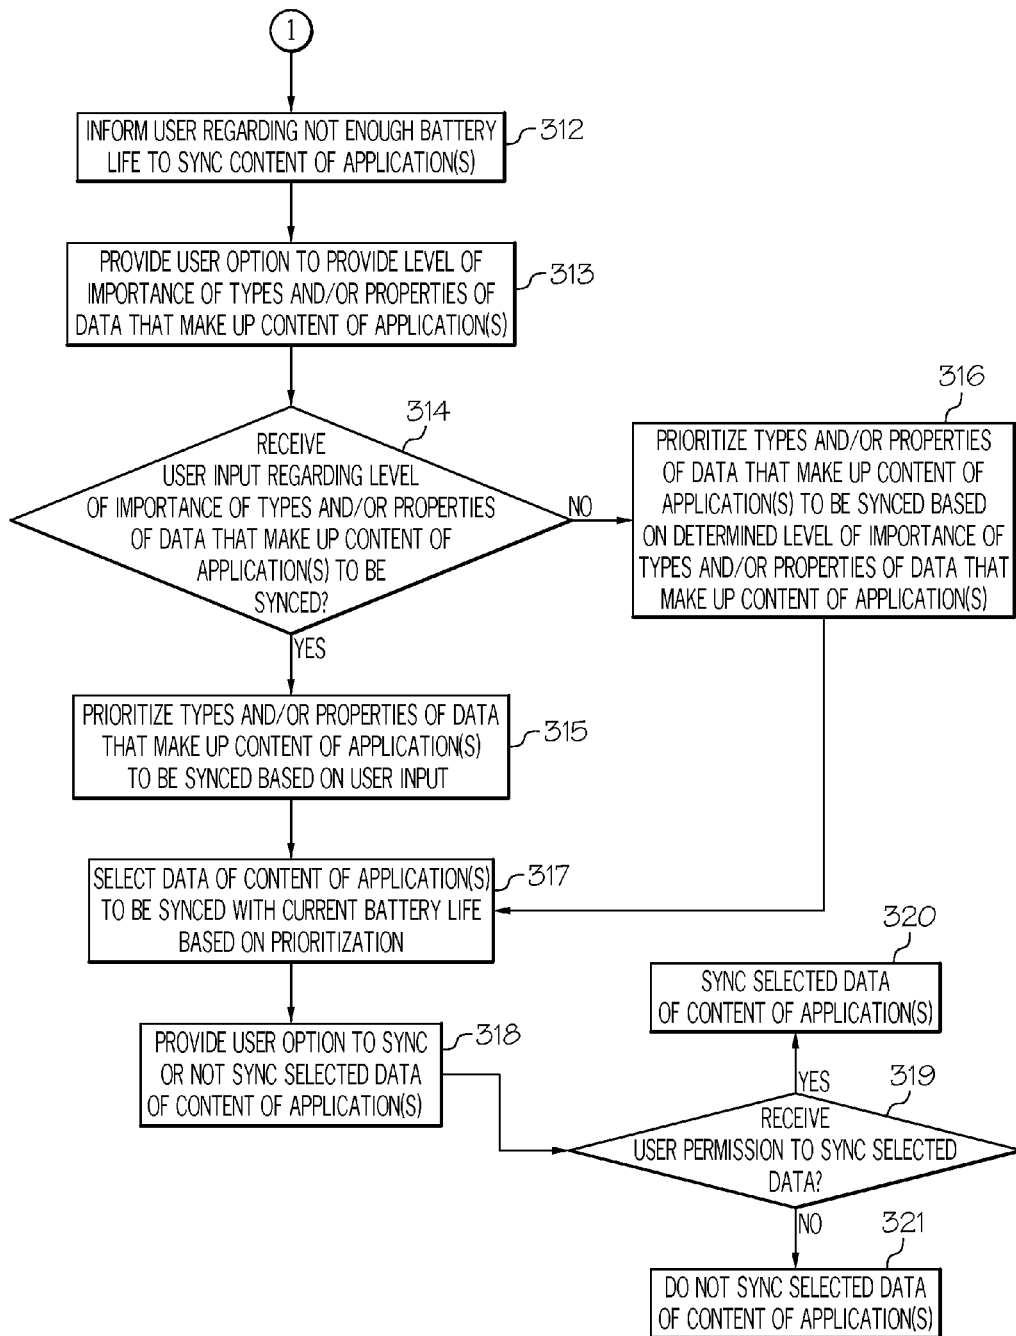 1
INFORM USER REGARDING NOT ENOUGH BATTERY
LIFE TO SYNC CONTENT OF APPLICATION(S)
312
PROVIDE USER OPTION TO PROVIDE LEVEL OF
IMPORTANCE OF TYPES AND/OR PROPERTIES OF
DATA THAT MAKE UP CONTENT OF APPLICATION(S)
313
RECEIVE
USER INPUT REGARDING LEVEL
OF IMPORTANCE OF TYPES AND/OR PROPERTIES
OF DATA THAT MAKE UP CONTENT OF
APPLICATION(S) TO BE
SYNCED?
314
NO
YES
316
PRIORITIZE TYPES AND/OR PROPERTIES
OF DATA THAT MAKE UP CONTENT OF
APPLICATION(S) TO BE SYNCED BASED
ON DETERMINED LEVEL OF IMPORTANCE OF
TYPES AND/OR PROPERTIES OF DATA THAT
MAKE UP CONTENT OF APPLICATION(S)
PRIORITIZE TYPES AND/OR PROPERTIES OF DATA
THAT MAKE UP CONTENT OF APPLICATION(S)
TO BE SYNCED BASED ON USER INPUT
315
SELECT DATA OF CONTENT OF APPLICATION(S)
TO BE SYNCED WITH CURRENT BATTERY LIFE
BASED ON PRIORITIZATION
317
PROVIDE USER OPTION TO SYNC
OR NOT SYNC SELECTED DATA
OF CONTENT OF APPLICATION(S)
318
320
SYNC SELECTED DATA
OF CONTENT OF APPLICATION(S)
YES
319
RECEIVE
USER PERMISSION TO SYNC SELECTED
DATA?
NO
321
DO NOT SYNC SELECTED DATA
OF CONTENT OF APPLICATION(S)